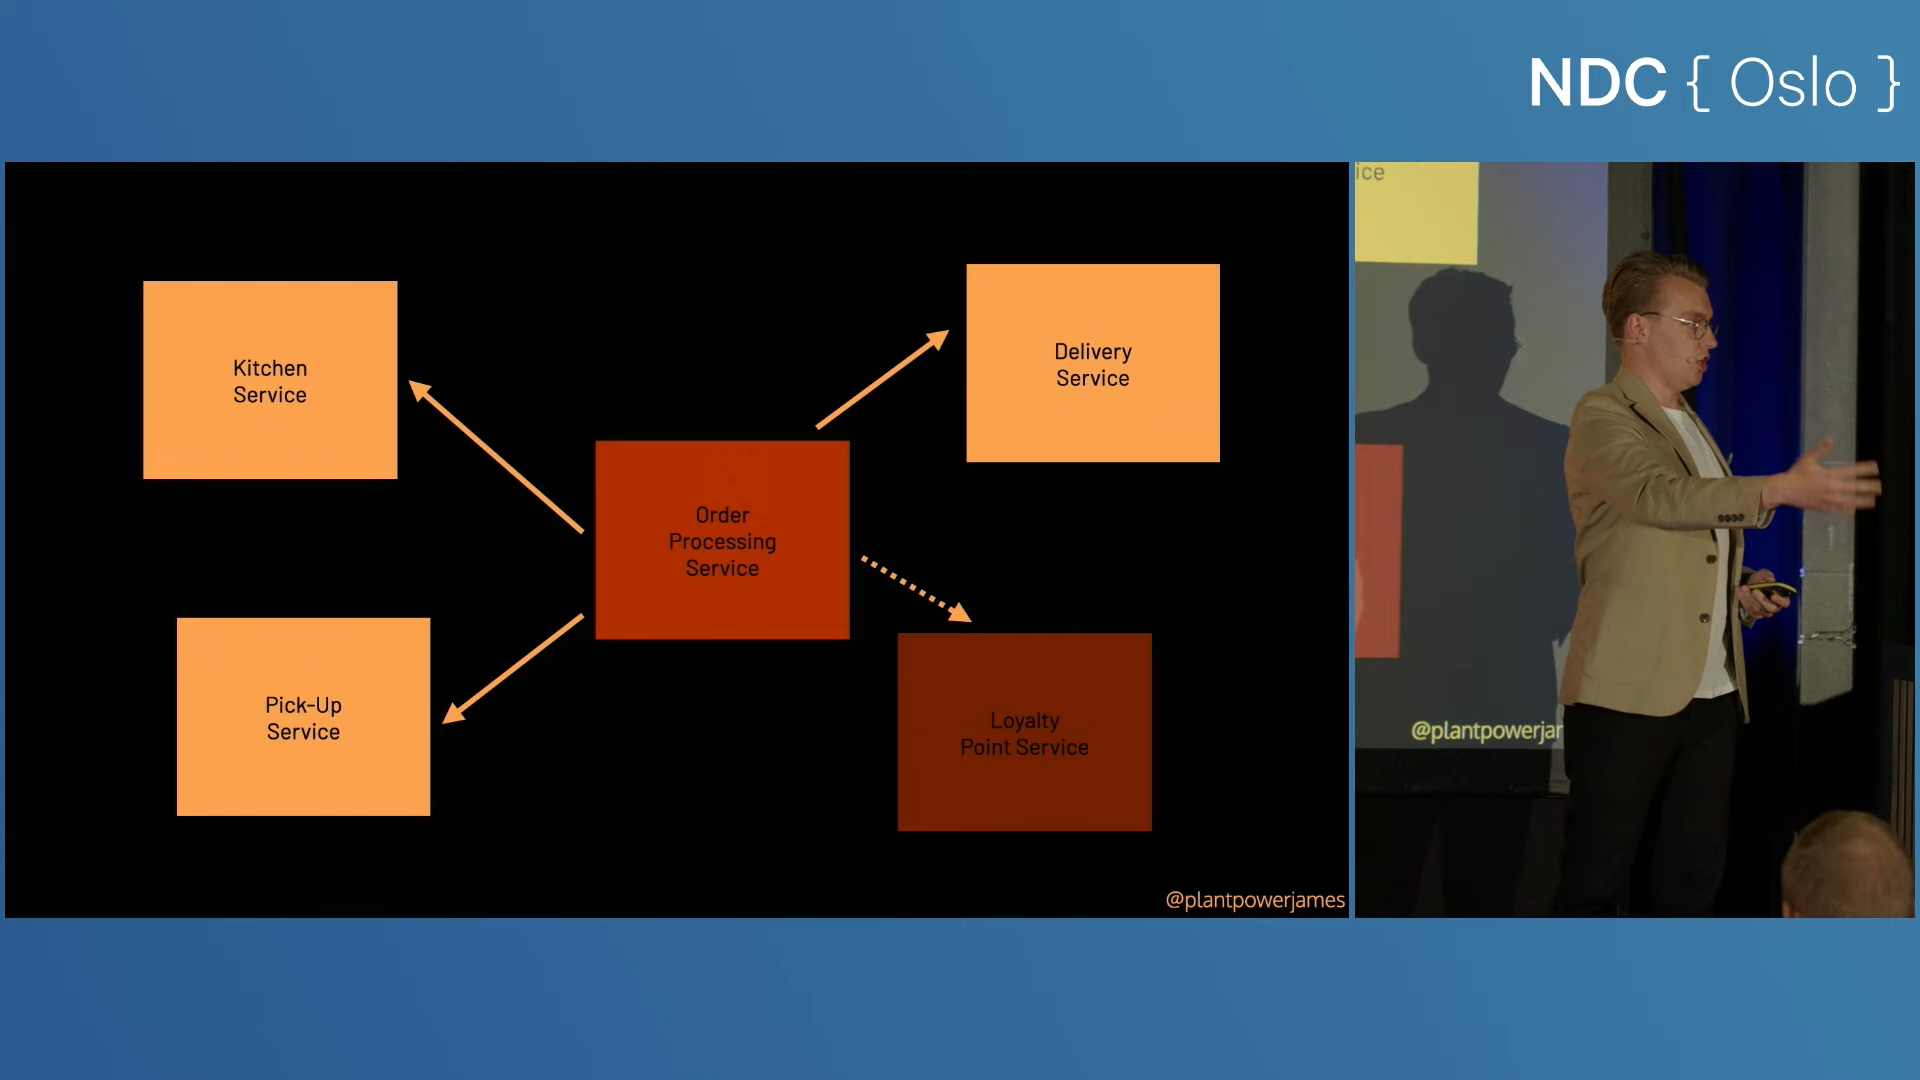 NDC { Oslo }
Kitchen
Service
Delivery
Service
Order
Processing
Service
Pick-Up
Service
Loyalty
Point Service
@plantpowerjames
ice
@plantpowerjar